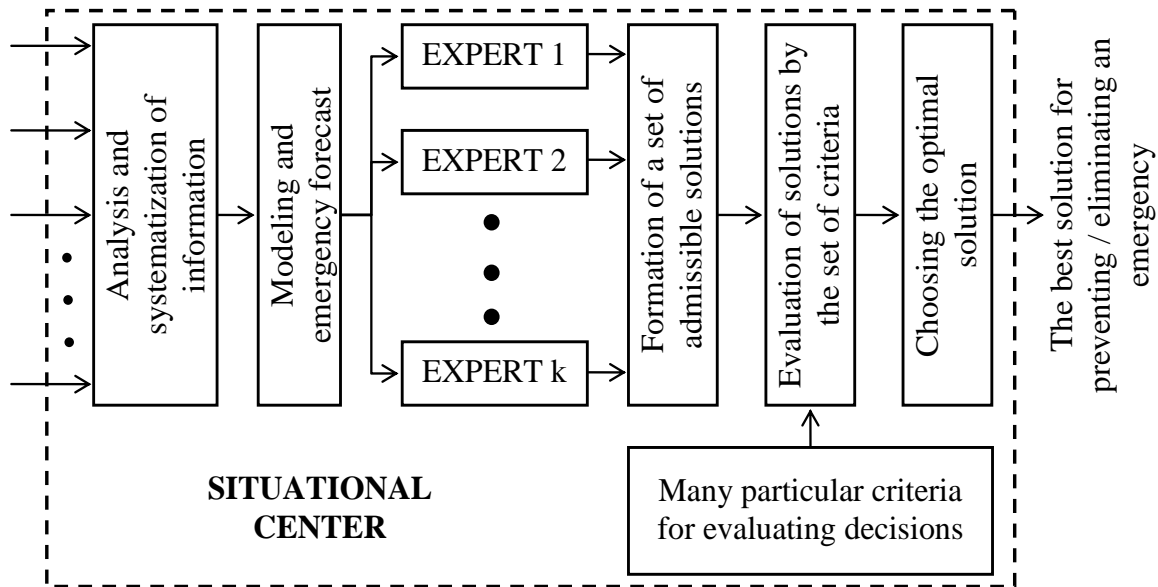 Analysis and
systematization of
information
Modeling and
emergency forecast
EXPERT 1
EXPERT 2
EXPERT k
Formation of a set of
admissible solutions
Evaluation of solutions by
the set of criteria
Choosing the optimal
solution
The best solution for
preventing / eliminating an
emergency
SITUATIONAL
CENTER
Many particular criteria
for evaluating decisions